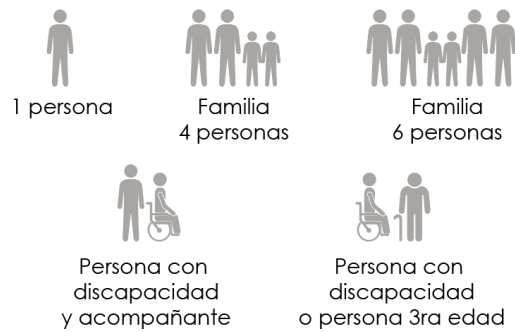 1 persona
Familia
4 personas
Familia
6 personas
Persona con
discapacidad
y acompañante
Persona con
discapacidad
o persona 3ra edad